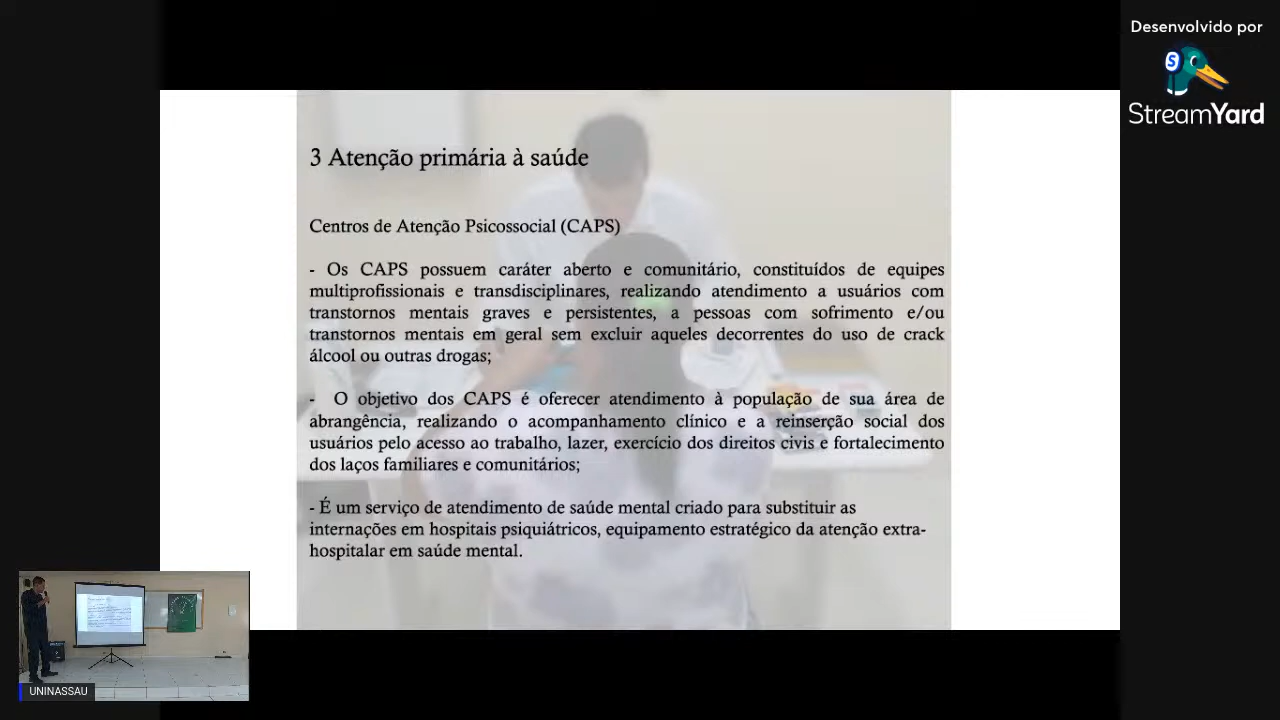 Desenvolvido por
StreamYard
3 Atenção primária à saúde
Centros de Atenção Psicossocial (CAPS)
- Os CAPS possuem caráter aberto e comunitário, constituídos de equipes
multiprofissionais e transdisciplinares, realizando atendimento a usuários com
transtornos mentais graves e persistentes, a pessoas com sofrimento e/ou
transtornos mentais em geral sem excluir aqueles decorrentes do uso de crack
álcool ou outras drogas;
- O objetivo dos CAPS é oferecer atendimento à população de sua área de
abrangência, realizando o acompanhamento clínico e a reinserção social dos
usuários pelo acesso ao trabalho, lazer, exercício dos direitos civis e fortalecimento
dos laços familiares e comunitários;
- É um serviço de atendimento de saúde mental criado para substituir as
internações em hospitais psiquiátricos, equipamento estratégico da atenção extra-
hospitalar em saúde mental.
UNINASSAU